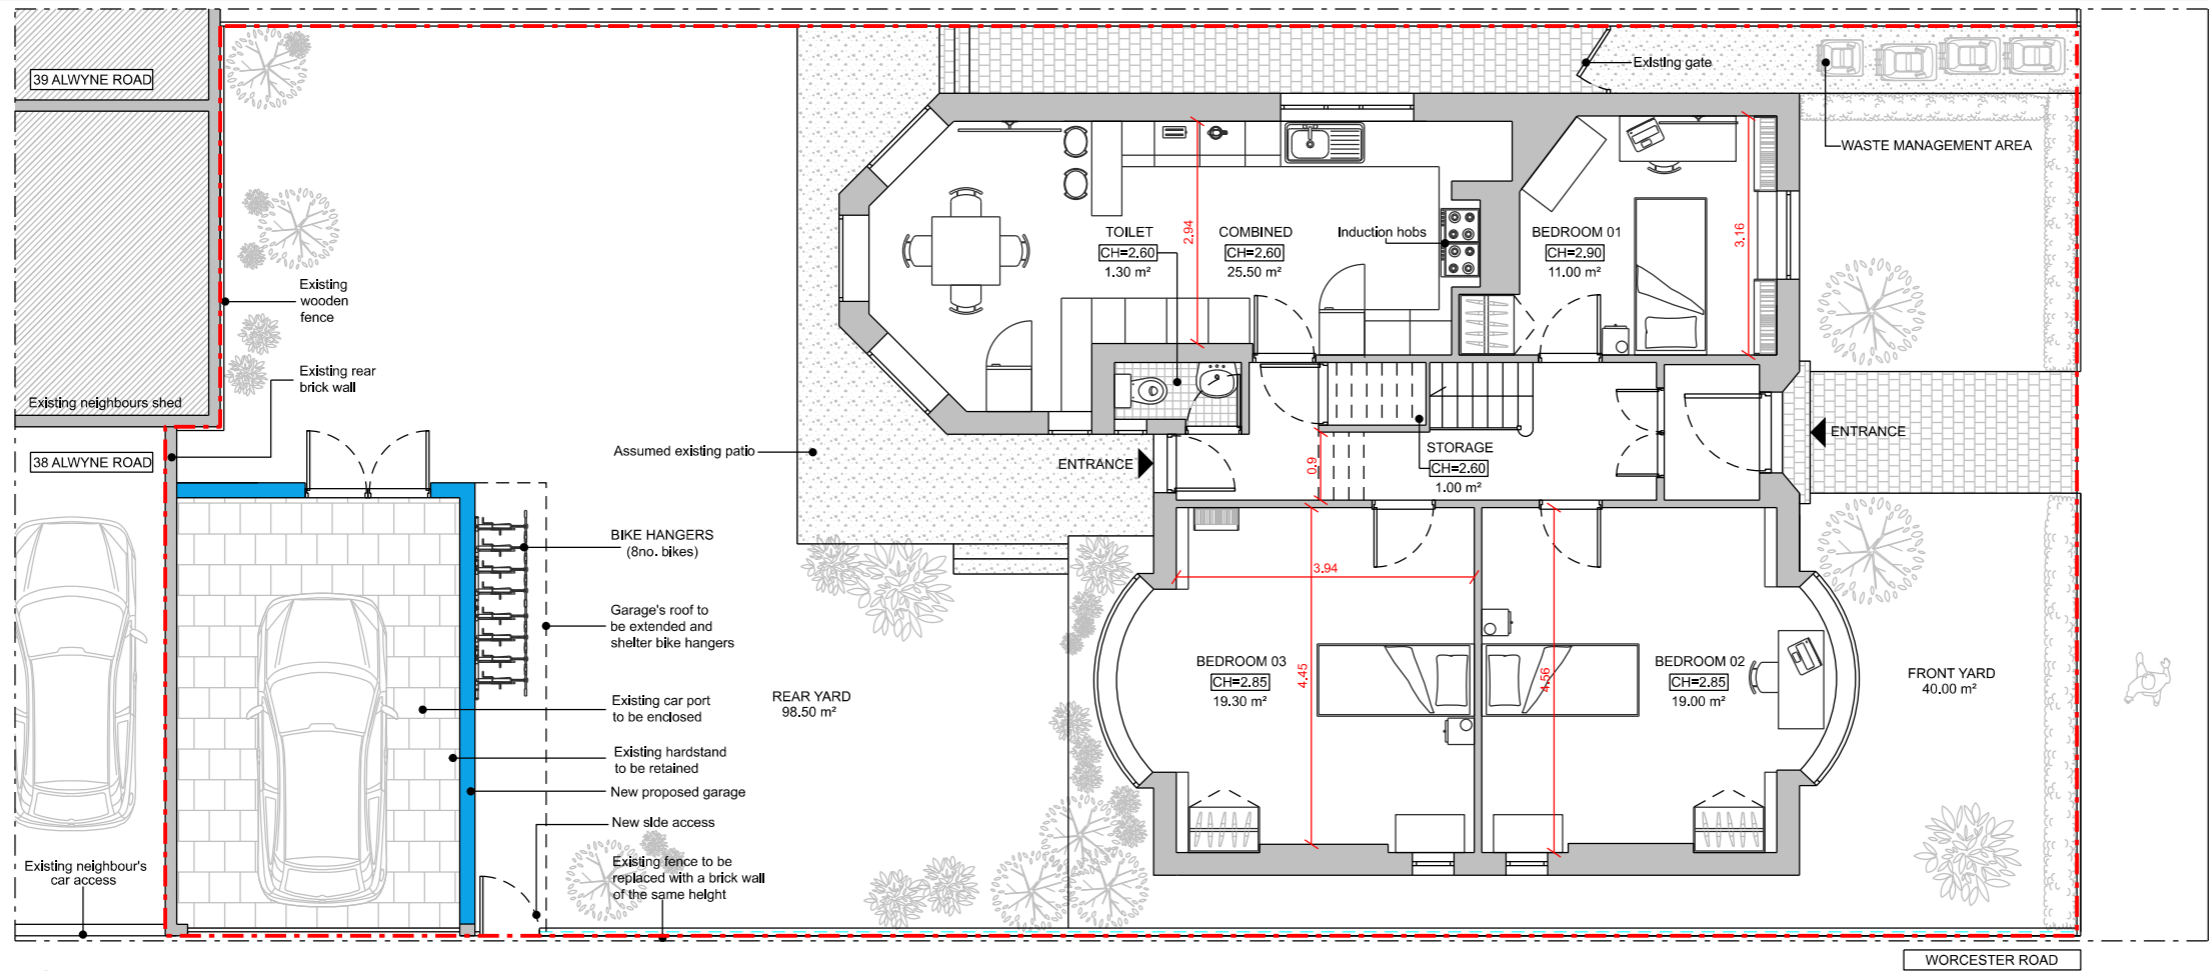 39 ALWYNE ROAD
Existing gate
WASTE MANAGEMENT AREA
TOILET
CH=2.60
1.30 m²
2.94
COMBINED
CH=2.60
25.50 m²
Induction hobs
BEDROOM 01
CH=2.90
11.00 m²
3.16
Existing
wooden
fence
Existing rear
brick wall
Existing neighbours shed
38 ALWYNE ROAD
Assumed existing patio
ENTRANCE
0.9
STORAGE
CH=2.60
1.00 m²
ENTRANCE
BIKE HANGERS
(8no. bikes)
Garage's roof to
be extended and
shelter bike hangers
3.94
BEDROOM 03
CH=2.85
19.30 m²
4.45
4.56
BEDROOM 02
CH=2.85
19.00 m²
FRONT YARD
40.00 m²
REAR YARD
98.50 m²
Existing car port
to be enclosed
Existing hardstand
to be retained
New proposed garage
New side access
Existing fence to be
replaced with a brick wall
of the same height
Existing neighbour's
car access
WORCESTER ROAD